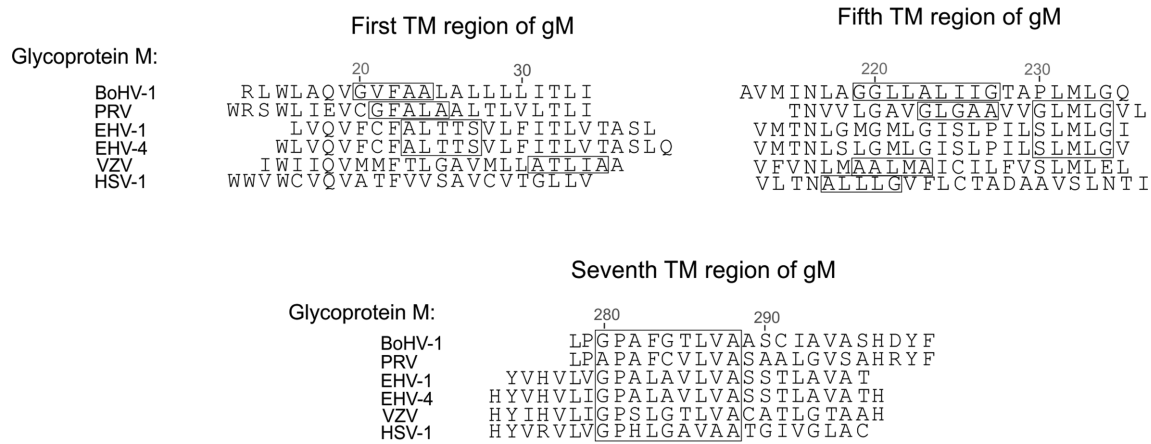 First TM region of gM
Fifth TM region of gM
Glycoprotein M:
20 30
220 230
BoHV-1 RLWLAQVGVFAALALLLLITLI AVMINLAGGLLALIIGTAPLMLGQ
PRV WRSWLIEVCGFALAALTLVLTLI TNVVLGAVGLGAAVVGLMLGVL
EHV-1 LVQVFCFALTTSVLFITLVTASL VMTNLGMGMLGISLPILSLMLGI
EHV-4 WLVQVFCFALTTSVLFITLVTASLQ VMTNLSLGMLGISLPILSLMLGV
VZV IWIIQVMMFTLGAVMLLATLIAA VFVNLMAALMAICILFVSLMLEL
HSV-1 WWVWCVQVATFVVSAVCVTGLLV VLTNALLLGVFLCTADAAVSLNTI
Seventh TM region of gM
Glycoprotein M:
280 290
BoHV-1 LPGPAFGTLVAASCIAVASHDYF
PRV LPAPAFCVLVASAALGVSAHRYF
EHV-1 YVHVLVGPALAVLVASSTLAVAT
EHV-4 HYVHVLIGPALAVLVASSTLAVATH
VZV HYIHVLIGPSLGTLVACATLGTAAH
HSV-1 HYVRVLVGPHLGAVAATGIVGLAC